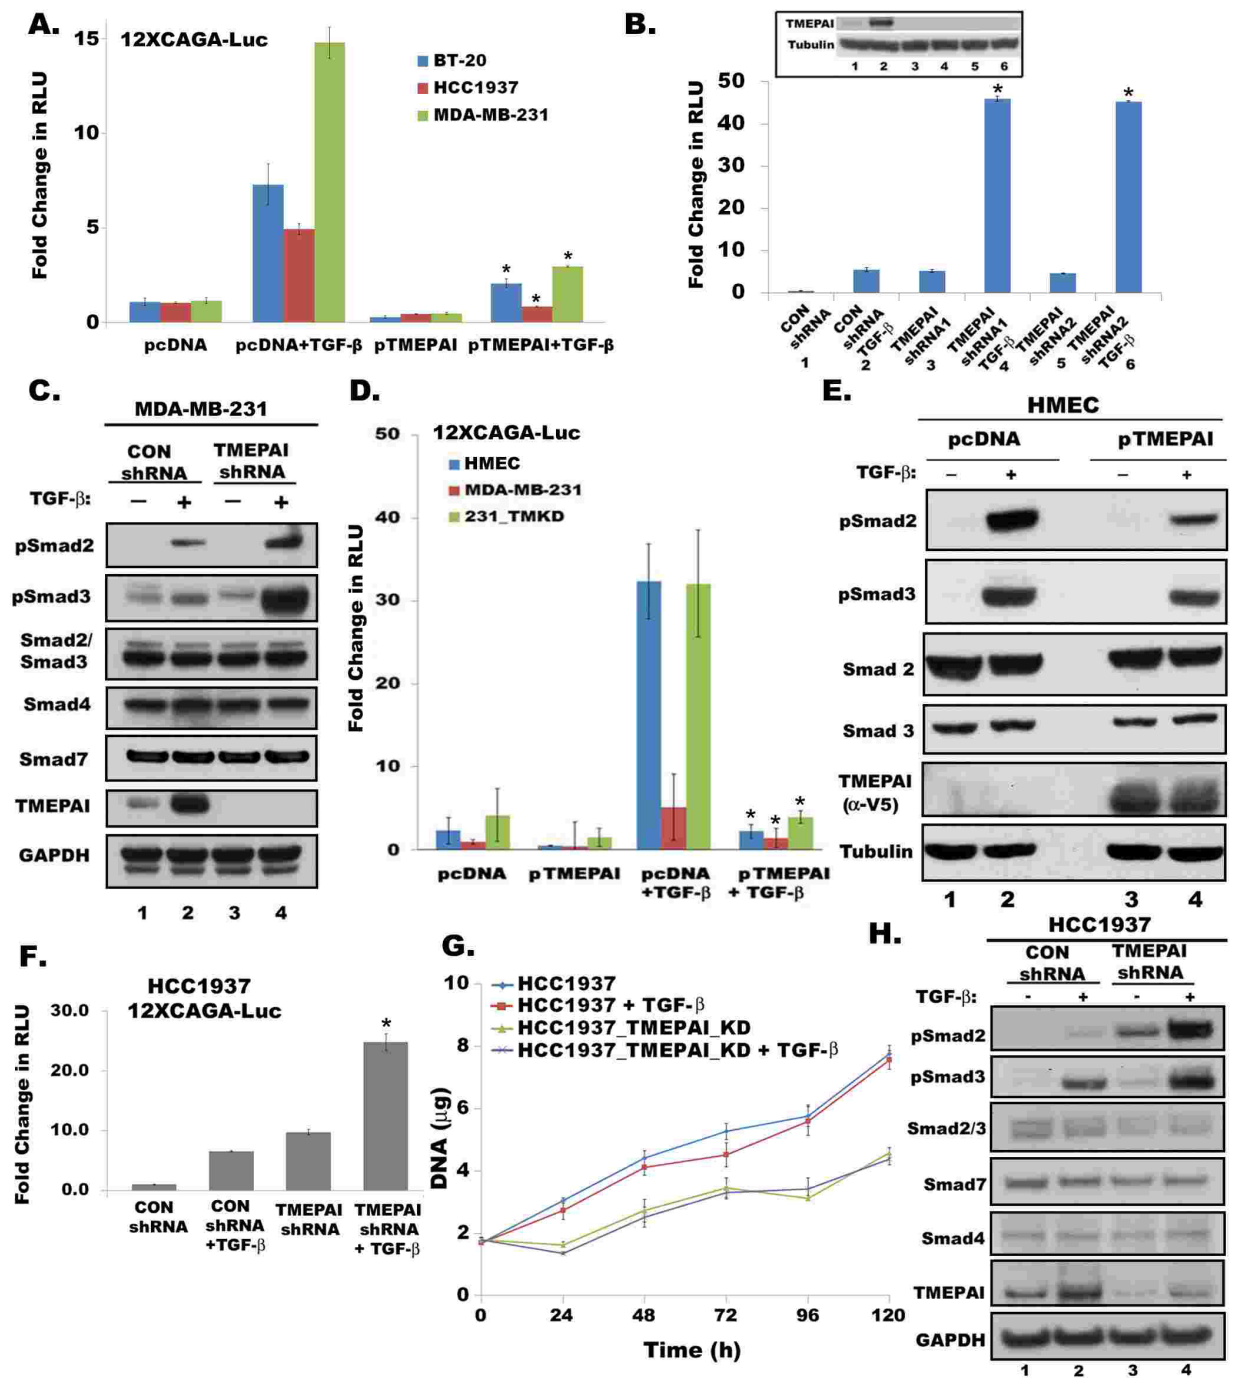 A.
12XCAGA-Luc
BT-20
HCC1937
MDA-MB-231
Fold Change in RLU
15
10
5
0
pcDNA
pcDNA+TGF-β
pTMEPAI
pTMEPAI+TGF-β
* * *
B.
TMEPAI
Tubulin
1 2 3 4 5 6
Fold Change in RLU
50
40
30
20
10
0
* *
CON shRNA 1
CON shRNA TGF-β 2
TMEPAI shRNA1 3
TMEPAI shRNA1 TGF-β 4
TMEPAI shRNA2 5
TMEPAI shRNA2 TGF-β 6
C.
MDA-MB-231
CON shRNA
TMEPAI shRNA
TGF-β: – + – +
pSmad2
pSmad3
Smad2/
Smad3
Smad4
Smad7
TMEPAI
GAPDH
1 2 3 4
D.
12XCAGA-Luc
HMEC
MDA-MB-231
231_TMKD
Fold Change in RLU
50
40
30
20
10
0
* * *
pcDNA
pTMEPAI
pcDNA
+TGF-β
pTMEPAI
+ TGF-β
E.
HMEC
pcDNA pTMEPAI
TGF-β: – + – +
pSmad2
pSmad3
Smad 2
Smad 3
TMEPAI
(α-V5)
Tubulin
1 2 3 4
F.
HCC1937
12XCAGA-Luc
Fold Change in RLU
30.0
20.0
10.0
0.0
*
CON
shRNA
CON
shRNA
+TGF-β
TMEPAI
shRNA
TMEPAI
shRNA
+ TGF-β
G.
HCC1937
HCC1937 + TGF-β
HCC1937_TMEPAI_KD
HCC1937_TMEPAI_KD + TGF-β
DNA (μg)
10
8
6
4
2
0
0 24 48 72 96 120
Time (h)
H.
HCC1937
CON
shRNA
TMEPAI
shRNA
TGF-β: - + - +
pSmad2
pSmad3
Smad2/3
Smad7
Smad4
TMEPAI
GAPDH
1 2 3 4